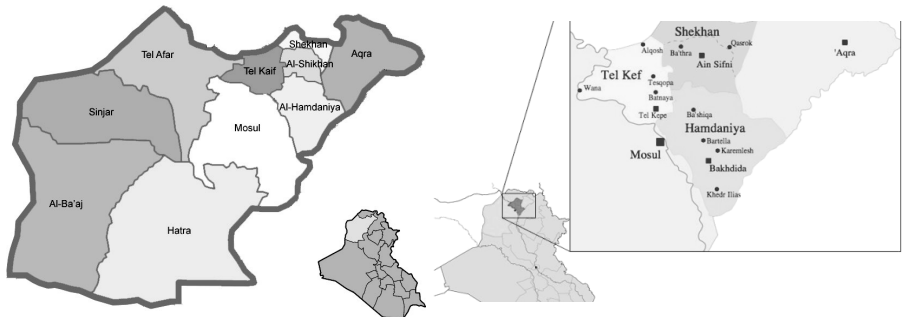 Shekhan
Tel Afar
Aqra
Al-Shikhan
Tel Kaif
Al-Hamdaniya
Sinjar
Mosul
Al-Ba'aj
Hatra
Shekhan
Alqosh
Ba'thra
Qasrok
'Aqra
Ain Sifni
Tel Kef
Tesqopa
Wana
Batnaya
Tel Kepe
Ba'shiqa
Hamdaniya
Bartella
Mosul
Karemlesh
Bakhdida
Khedr Ilias